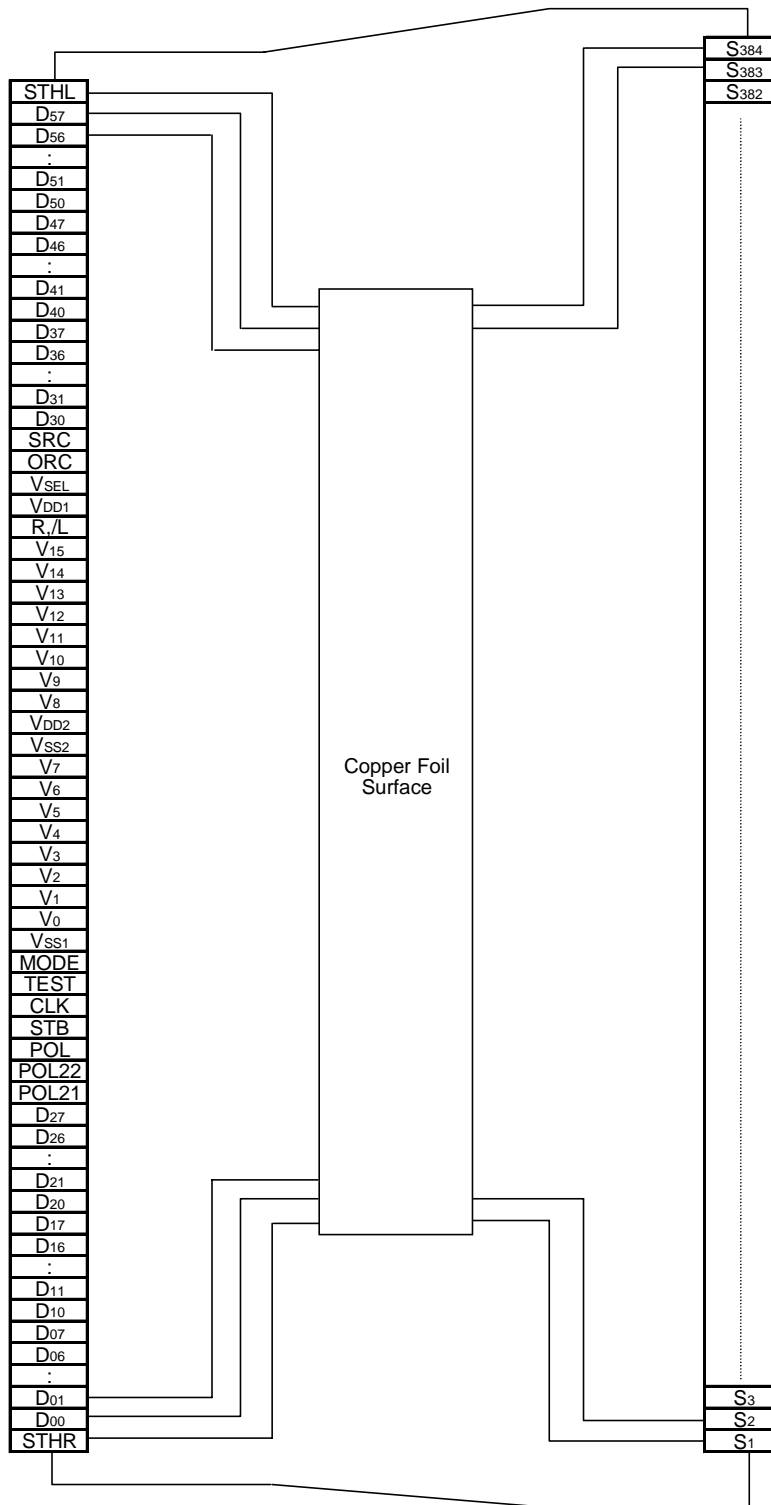 STHL
D57
D56
:
D51
D50
D47
D46
:
D41
D40
D37
D36
:
D31
D30
SRC
ORC
VSEL
VDD1
R,/L
V15
V14
V13
V12
V11
V10
V9
V8
VDD2
VSS2
V7
V6
V5
V4
V3
V2
V1
V0
VSS1
MODE
TEST
CLK
STB
POL
POL22
POL21
D27
D26
:
D21
D20
D17
D16
:
D11
D10
D07
D06
:
D01
D00
STHR
Copper Foil
Surface
S384
S383
S382
S3
S2
S1